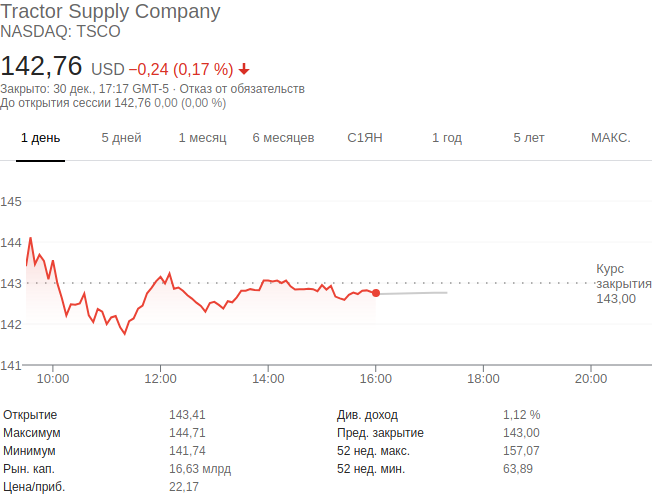 Tractor Supply Company
NASDAQ: TSCO
142,76 USD −0,24 (0,17 %)
Закрыто: 30 дек., 17:17 GMT-5 · Отказ от обязательств
До открытия сессии 142,76 0,00 (0,00 %)
1 день 5 дней 1 месяц 6 месяцев С1ЯН 1 год 5 лет МАКС.
145
144
143
142
141
Курс
закрытия
143,00
10:00 12:00 14:00 16:00 18:00 20:00
Открытие 143,41 Див. доход 1,12 %
Максимум 144,71 Пред. закрытие 143,00
Минимум 141,74 52 нед. макс. 157,07
Рын. кап. 16,63 млрд 52 нед. мин. 63,89
Цена/приб. 22,17